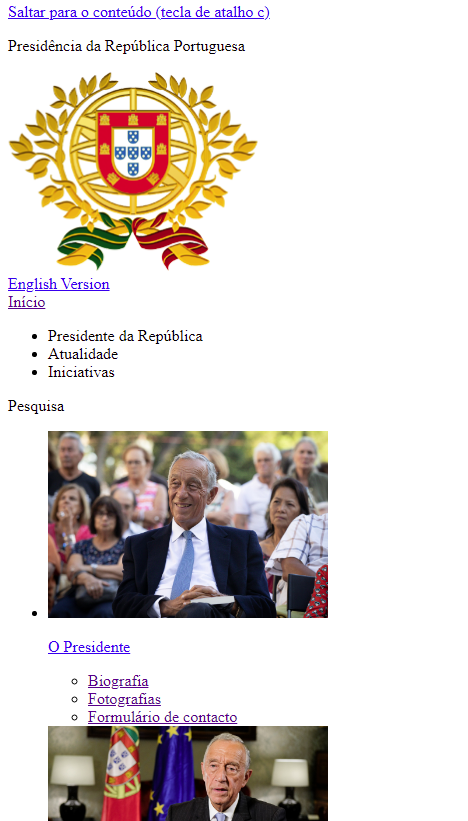 Saltar para o conteúdo (tecla de atalho c)
Presidência da República Portuguesa
English Version
Início
Presidente da República
Atualidade
Iniciativas
Pesquisa
O Presidente
Biografia
Fotografias
Formulário de contacto